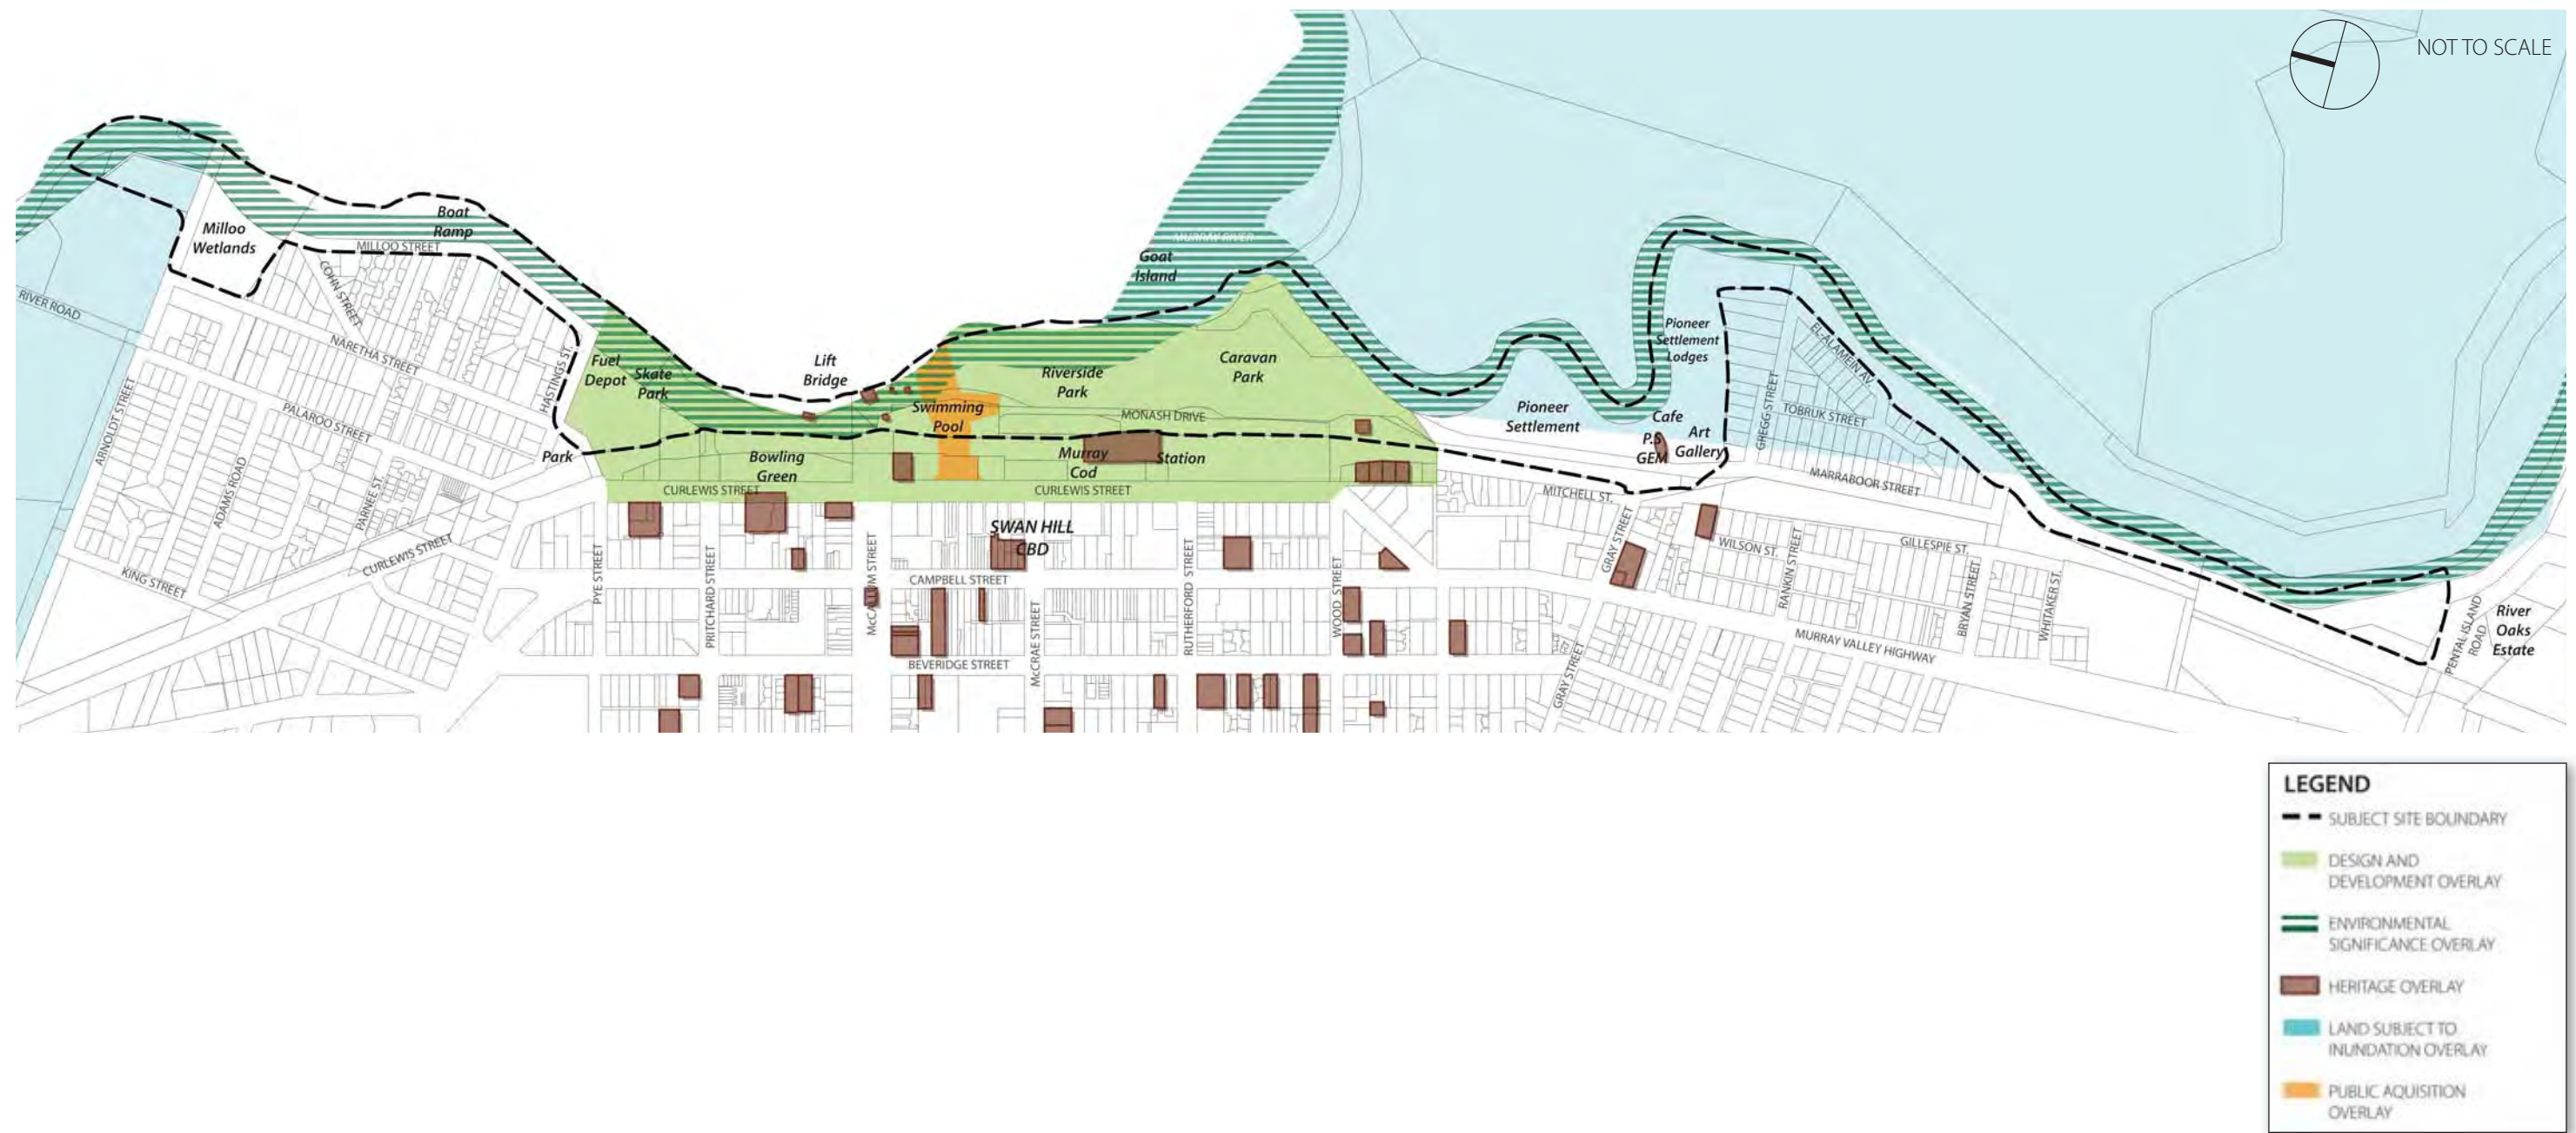 NOT TO SCALE
Boat
Ramp
Milloo
Wetlands
MILLOO STREET
COHN STREET
RIVER ROAD
NARETHA STREET
HASTINGS ST.
PALAROO STREET
ARNOLDT STREET
ADAMS ROAD
PARNEE ST.
KING STREET
CURLEWIS STREET
MURRAY RIVER
Goat
Island
Fuel
Depot
Skate
Park
Lift
Bridge
Swimming
Pool
Riverside
Park
Caravan
Park
MONASH DRIVE
Park
Bowling
Green
Murray
Cod
Station
CURLEWIS STREET
CURLEWIS STREET
SWAN HILL
CBD
PYE STREET
PRITCHARD STREET
McCALLUM STREET
CAMPBELL STREET
McCRAE STREET
BEVERIDGE STREET
RUTHERFORD STREET
WOOD STREET
Pioneer
Settlement
Lodges
Pioneer
Settlement
Cafe
P.S
GEM
Art
Gallery
EL-ALAMEIN AV.
GREGG STREET
TOBRUK STREET
MARRABOOR STREET
MITCHELL ST.
GRAY STREET
WILSON ST.
RANKIN STREET
GILLESPIE ST.
BRYAN STREET
WHITAKER ST.
MURRAY VALLEY HIGHWAY
GRAY STREET
PENTAL ISLAND
ROAD
River
Oaks
Estate
LEGEND
SUBJECT SITE BOUNDARY
DESIGN AND
DEVELOPMENT OVERLAY
ENVIRONMENTAL
SIGNIFICANCE OVERLAY
HERITAGE OVERLAY
LAND SUBJECT TO
INUNDATION OVERLAY
PUBLIC AQUISITION
OVERLAY